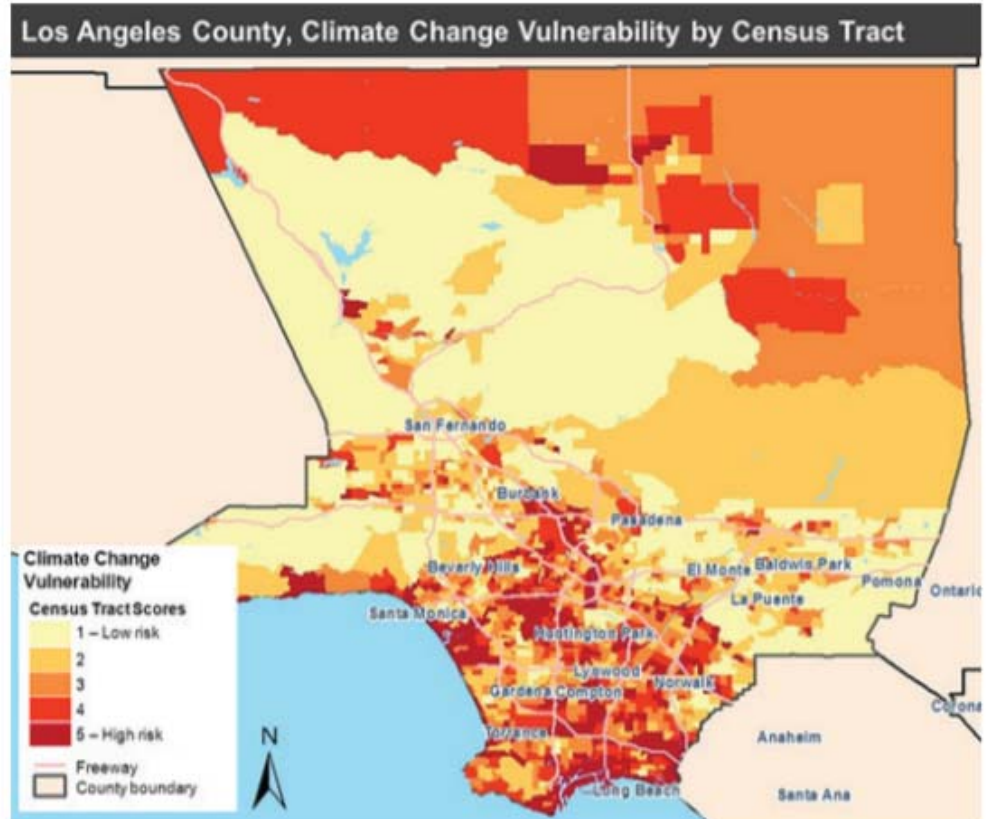 Los Angeles County, Climate Change Vulnerability by Census Tract
San Fernando
Burbank
Pasadena
Beverly Hills
El Monte
Baldwin Park
Pomona
Ontario
La Puente
Santa Monica
Huntington Park
Lynwood
Norwalk
Gardena
Compton
Corona
Torrance
Anaheim
Long Beach
Santa Ana
Climate Change
Vulnerability
Census Tract Scores
1 – Low risk
2
3
4
5 – High risk
Freeway
County boundary
N